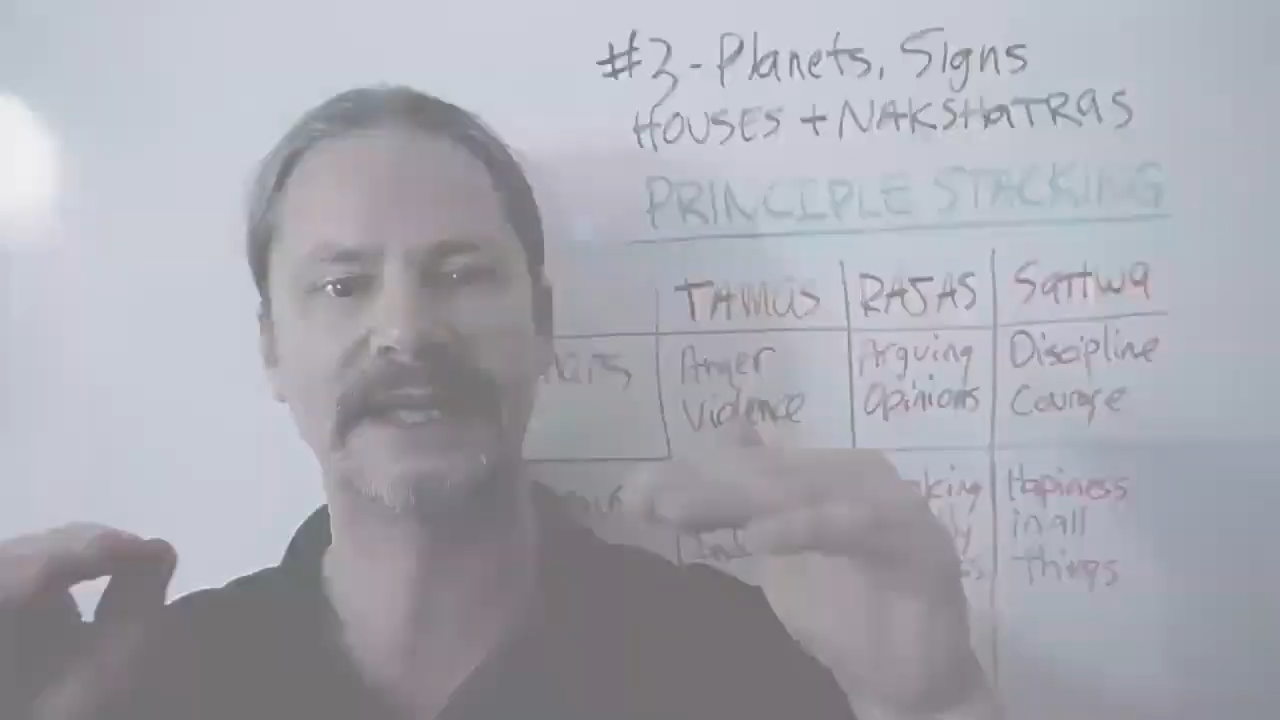 #3 - Planets, Signs
HOUSES + NAKSHATRAS
PRINCIPLE STACKING
TAMUS RAJAS Sattwa
Anger Arguing Discipline
Violence Opinions Courage
Hapiness
in all
Things